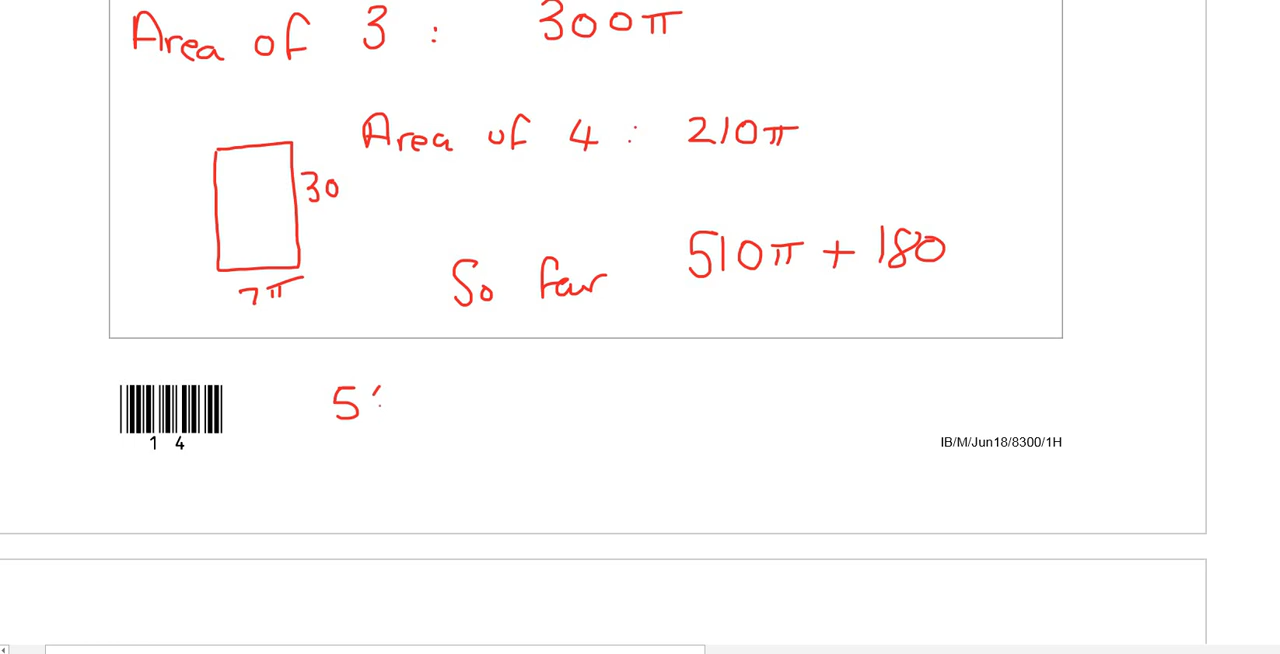 Area of 3 : 300π
Area of 4 : 210π
30
7π
So far 510π + 180
5:
1 4
IB/M/Jun18/8300/1H